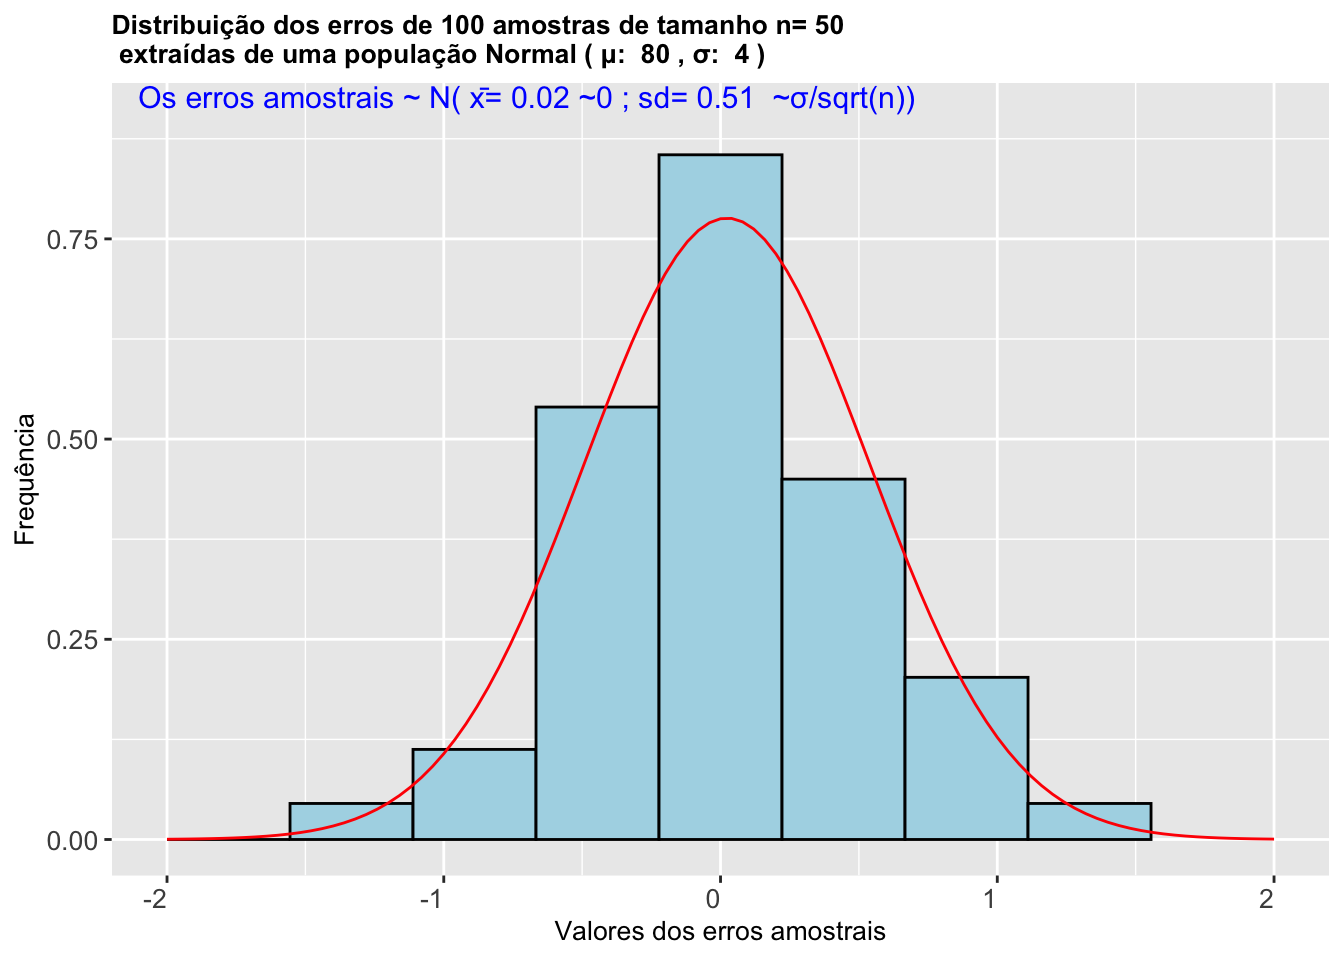 Distribuição dos erros de 100 amostras de tamanho n= 50
extraídas de uma população Normal ( μ:  80 , σ:  4 )
Os erros amostrais ~ N( x̄= 0.02 ~0 ; sd= 0.51  ~σ/sqrt(n))
Frequência
0.75
0.50
0.25
0.00
-2
-1
0
1
2
Valores dos erros amostrais